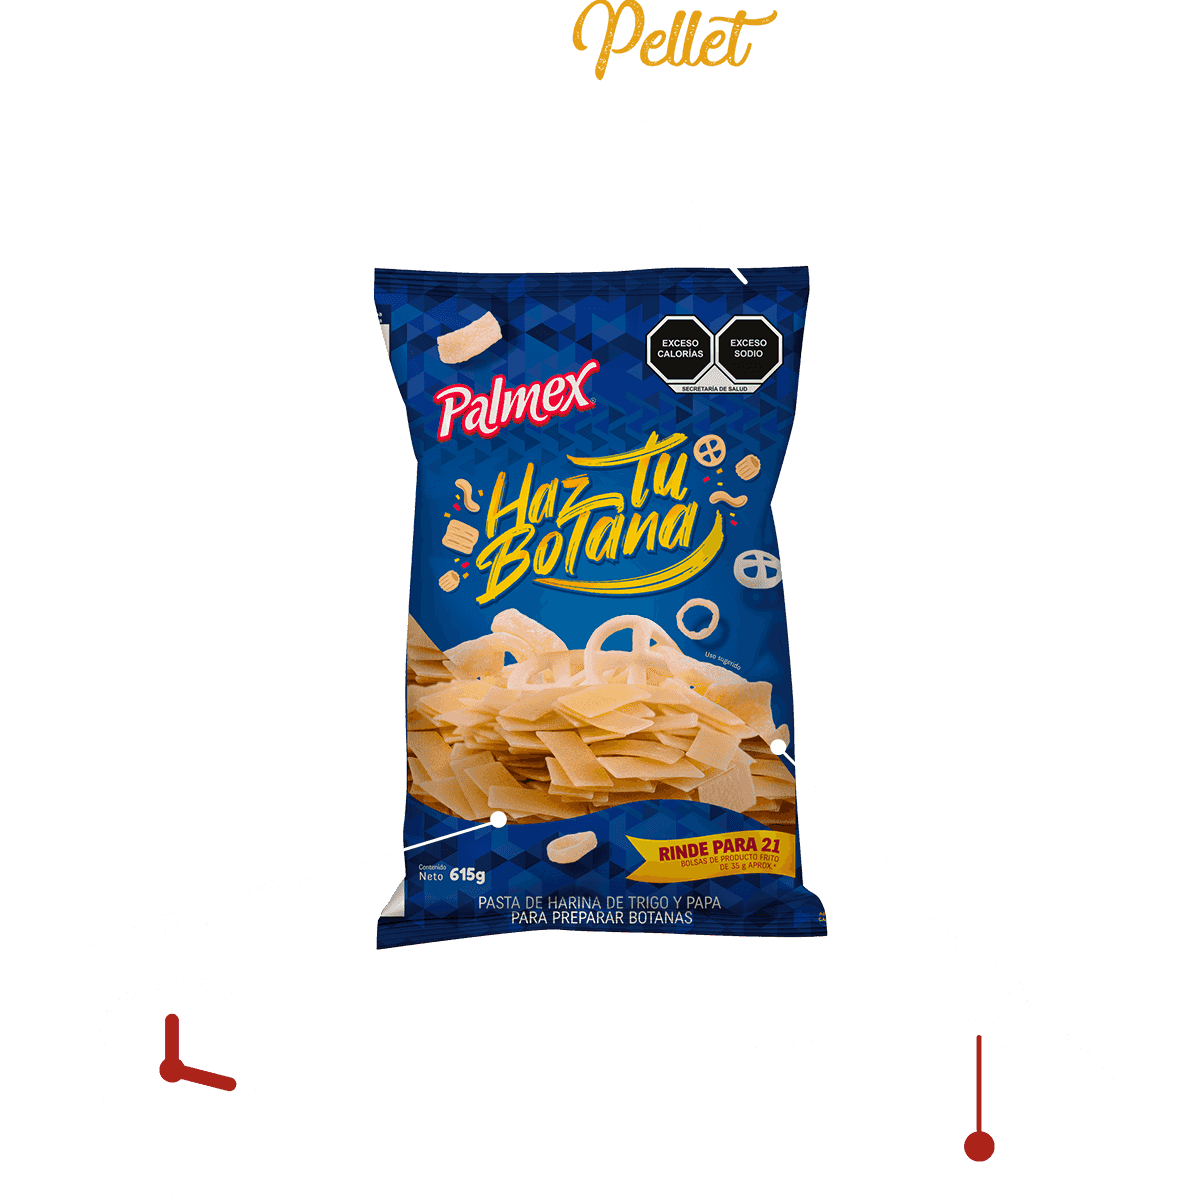 Pellet
EXCESO
CALORÍAS
EXCESO
SODIO
SECRETARÍA DE SALUD
Palmex
Haz tu
Botana
Uso sugerido
RINDE PARA 21
BOLSAS DE PRODUCTO FRITO
DE 35 g APROX.*
Contenido
Neto 615g
PASTA DE HARINA DE TRIGO Y PAPA
PARA PREPARAR BOTANAS